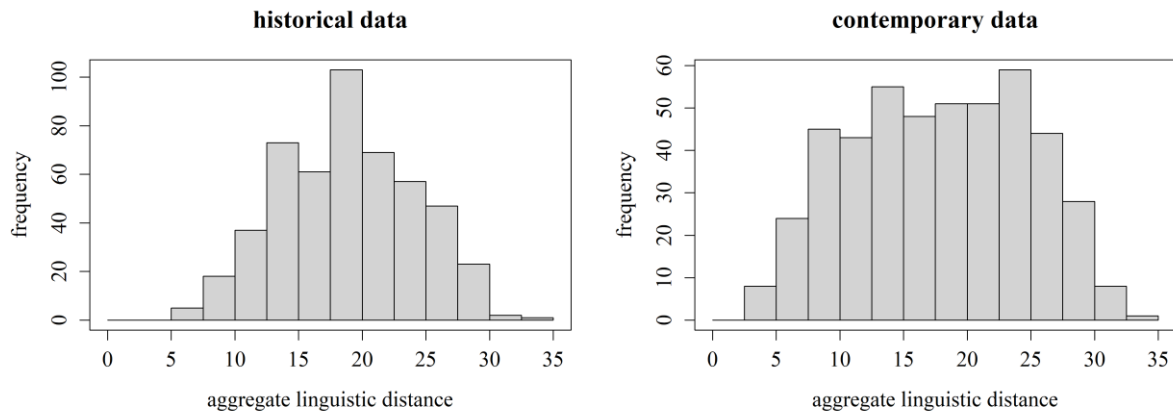 historical data
frequency
0 20 40 60 80 100
0 5 10 15 20 25 30 35
aggregate linguistic distance
contemporary data
frequency
0 10 20 30 40 50 60
0 5 10 15 20 25 30 35
aggregate linguistic distance